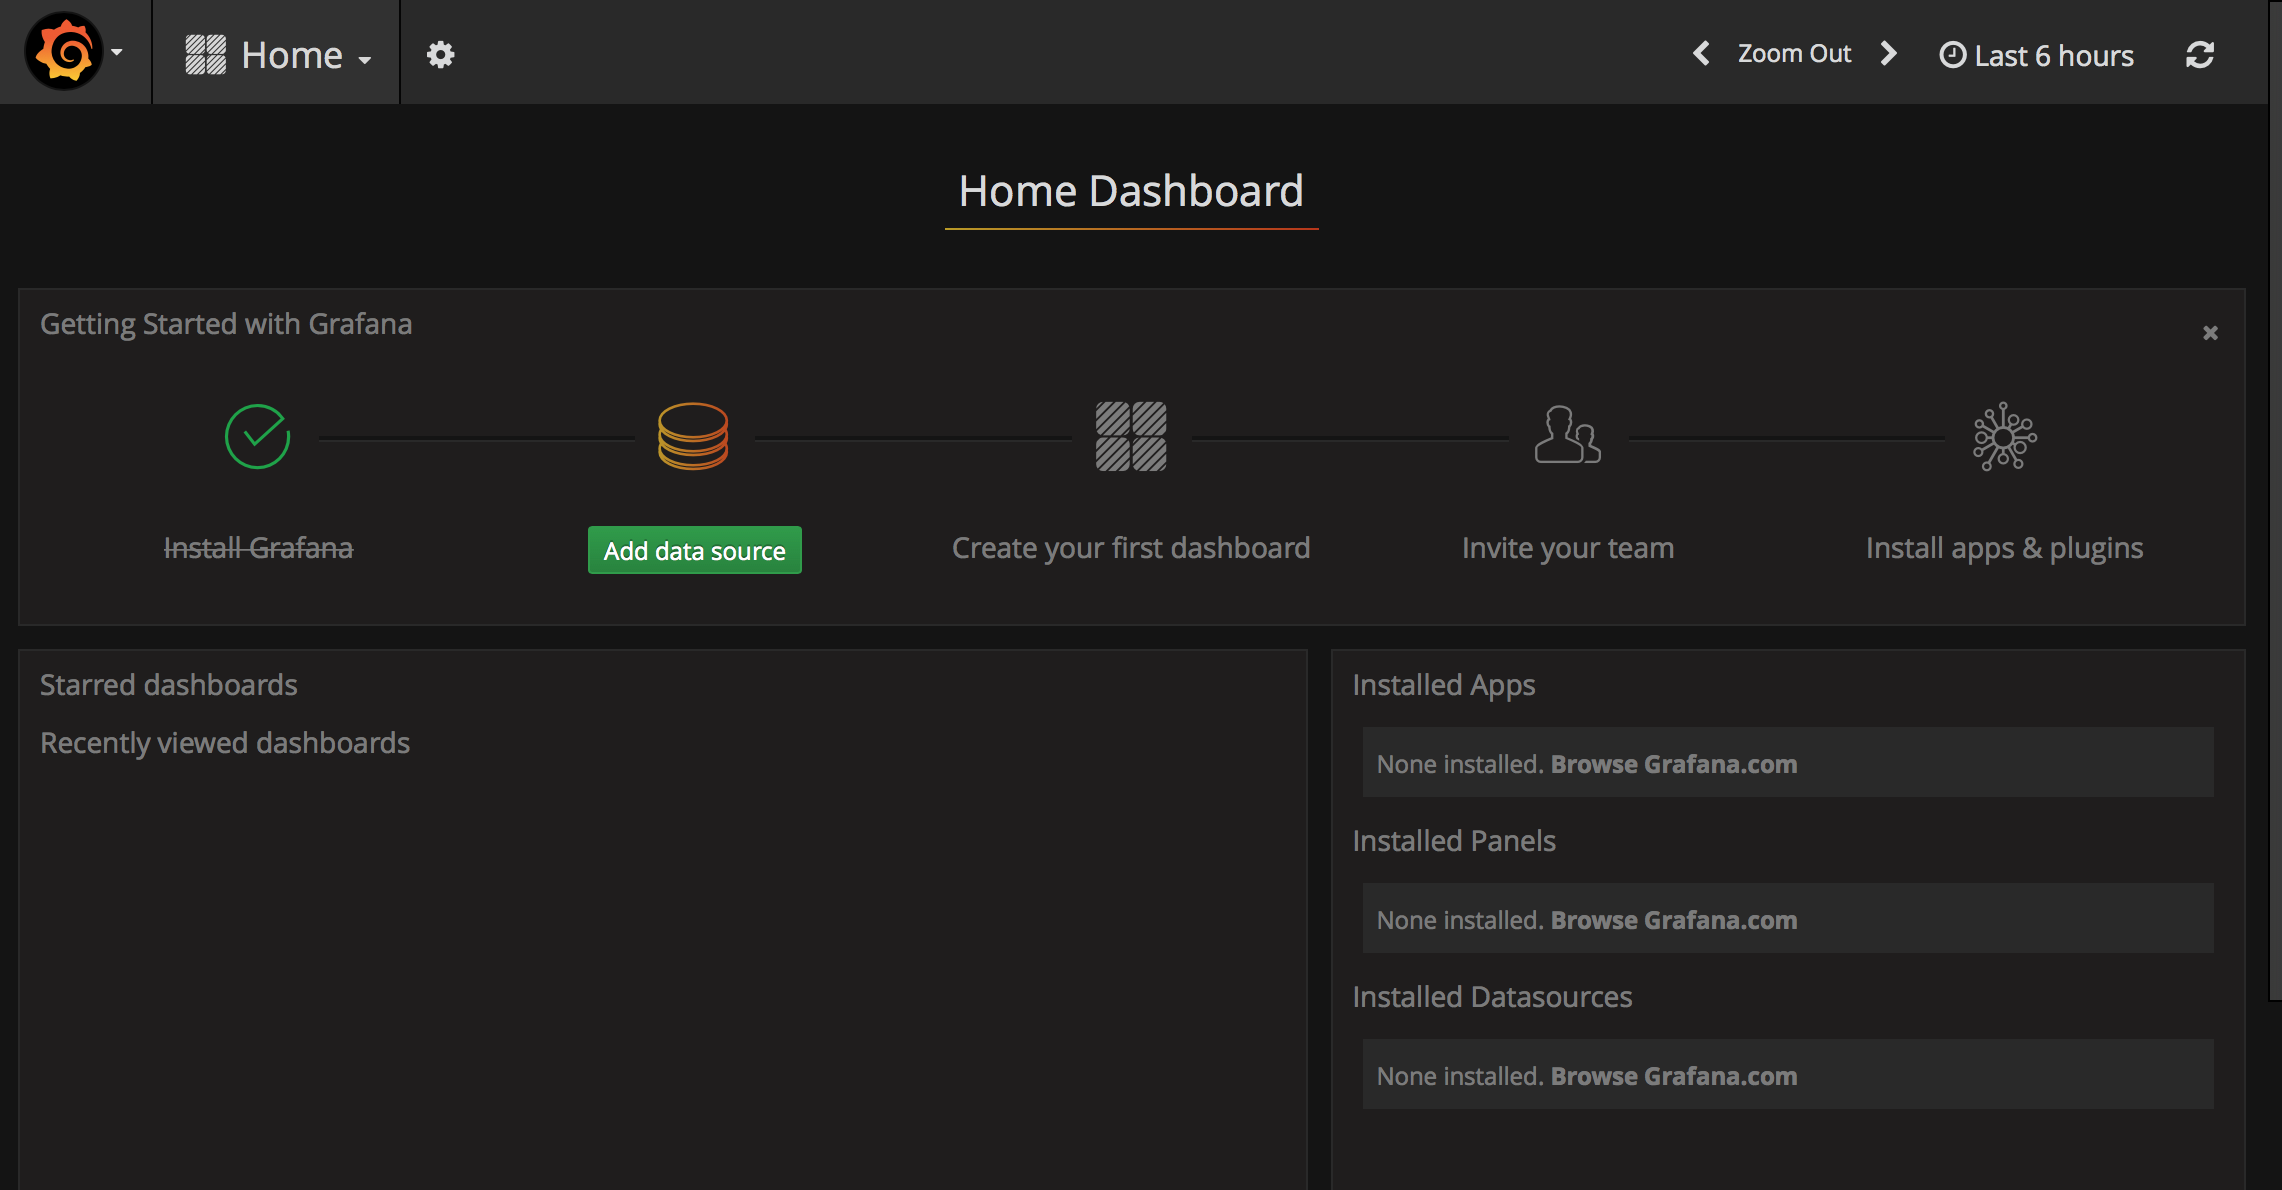 Home
Zoom Out
Last 6 hours
Home Dashboard
Getting Started with Grafana
Install Grafana
Add data source
Create your first dashboard
Invite your team
Install apps & plugins
Starred dashboards
Recently viewed dashboards
Installed Apps
None installed. Browse Grafana.com
Installed Panels
None installed. Browse Grafana.com
Installed Datasources
None installed. Browse Grafana.com